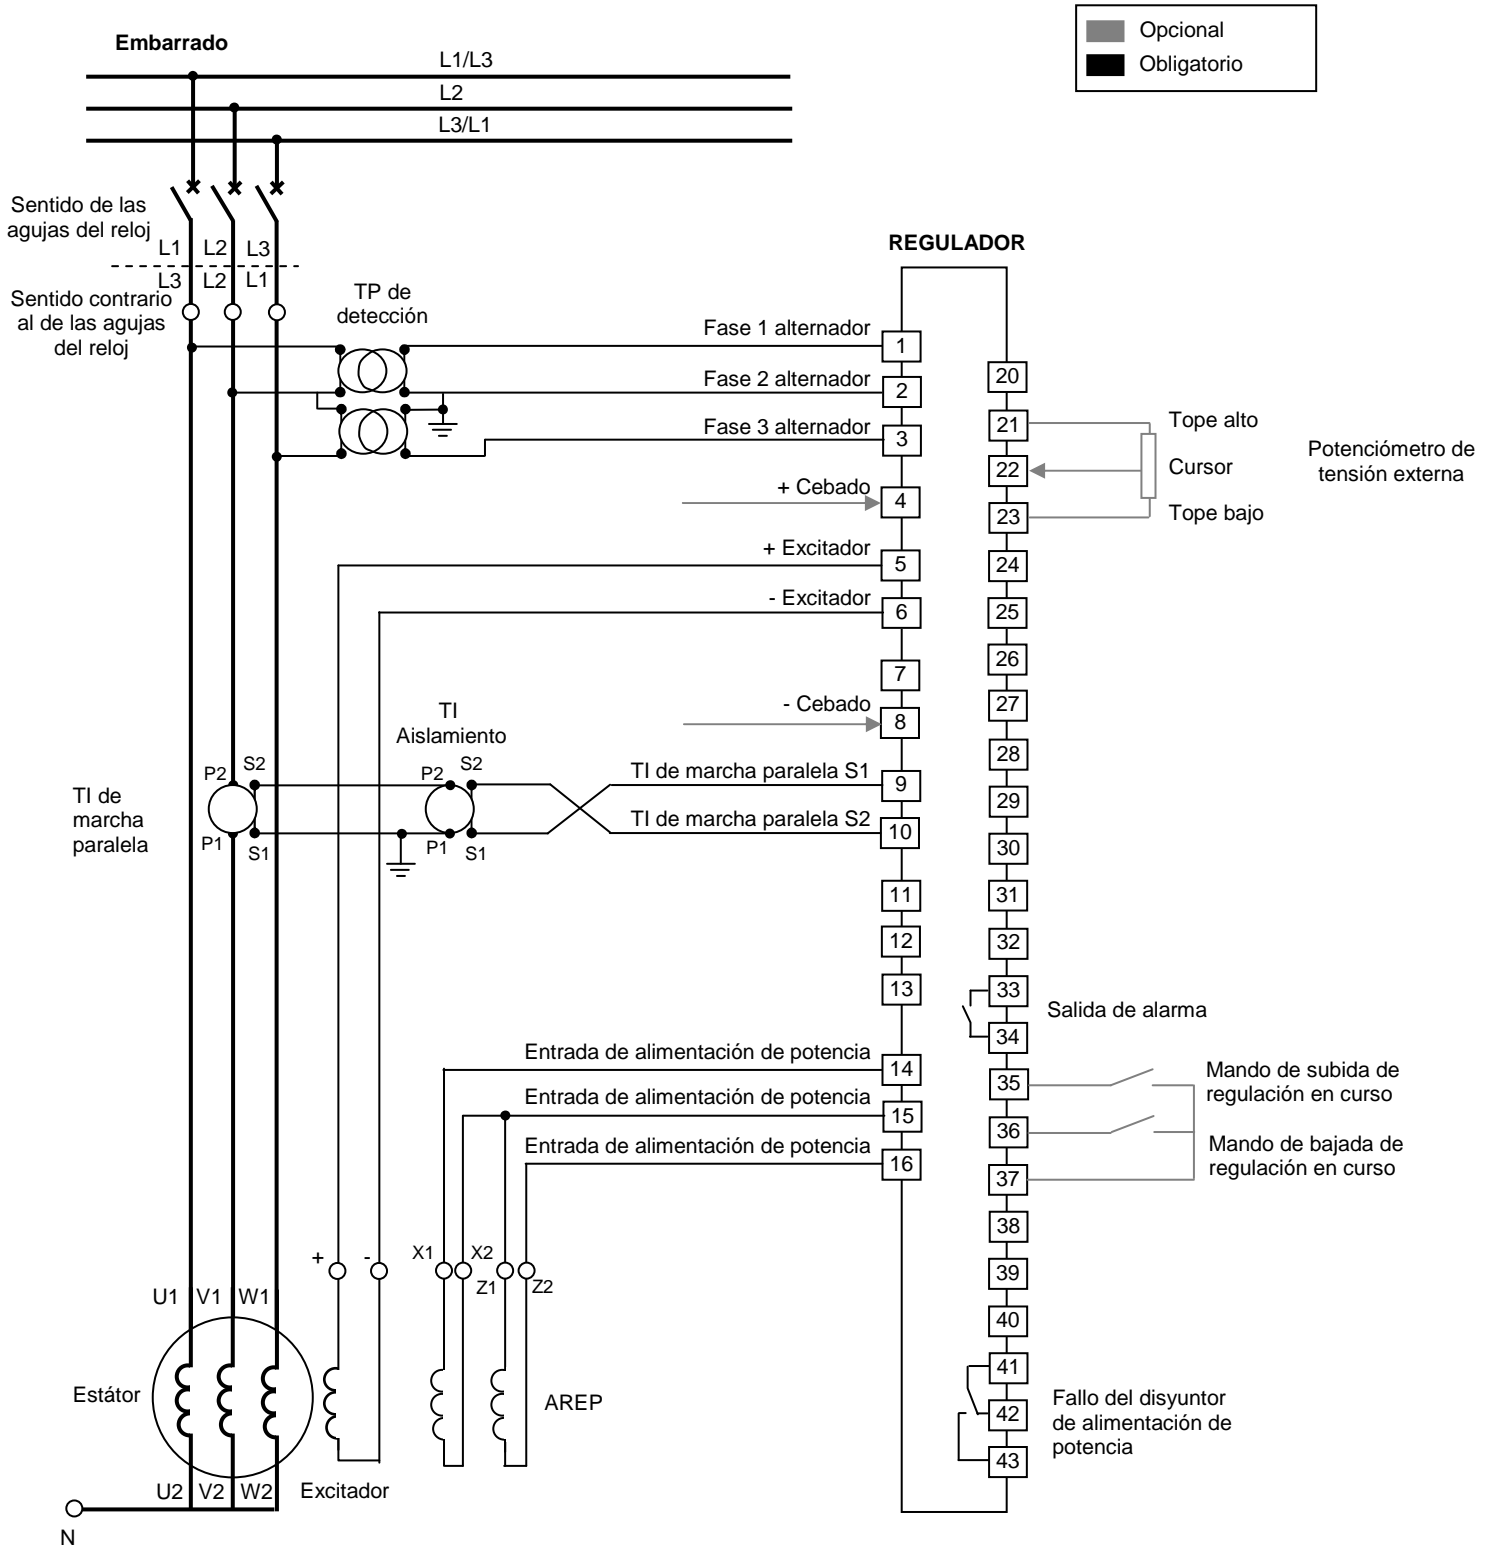 Embarrado
L1/L3
L2
L3/L1
Opcional
Obligatorio
Sentido de las
agujas del reloj
L1 L2 L3
L3 L2 L1
Sentido contrario
al de las agujas
del reloj
TP de
detección
REGULADOR
Fase 1 alternador
1
Fase 2 alternador
2
Fase 3 alternador
3
+ Cebado
4
+ Excitador
5
- Excitador
6
7
- Cebado
8
TI de
marcha
paralela
P2
S2
P1
S1
TI
Aislamiento
P2
S2
P1
S1
TI de marcha paralela S1
9
TI de marcha paralela S2
10
11
12
13
Entrada de alimentación de potencia
14
Entrada de alimentación de potencia
15
Entrada de alimentación de potencia
16
20
21
Tope alto
22
Cursor
23
Tope bajo
Potenciómetro de
tensión externa
24
25
26
27
28
29
30
31
32
33
34
Salida de alarma
35
Mando de subida de
regulación en curso
36
Mando de bajada de
regulación en curso
37
38
39
40
41
42
43
Fallo del disyuntor
de alimentación de
potencia
+
-
X1
X2
Z1
Z2
U1 V1 W1
Estátor
AREP
U2 V2 W2
Excitador
N